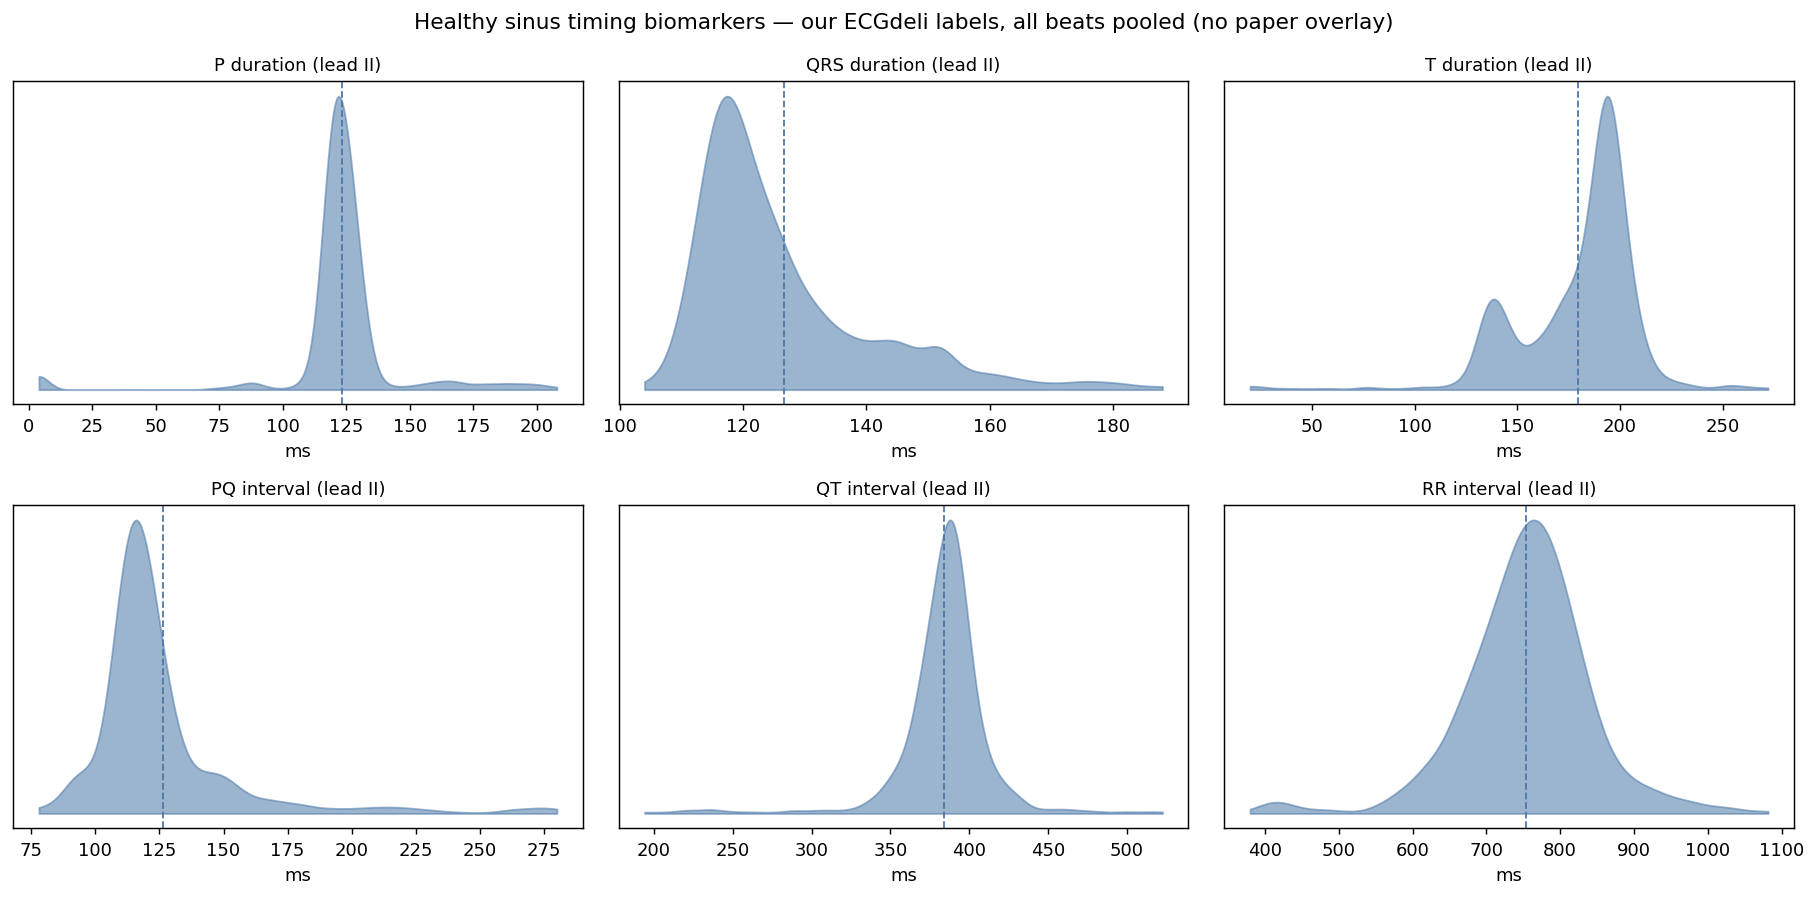 Healthy sinus timing biomarkers — our ECGdeli labels, all beats pooled (no paper overlay)
P duration (lead II)
0 25 50 75 100 125 150 175 200
ms
QRS duration (lead II)
100 120 140 160 180
ms
T duration (lead II)
50 100 150 200 250
ms
PQ interval (lead II)
75 100 125 150 175 200 225 250 275
ms
QT interval (lead II)
200 250 300 350 400 450 500
ms
RR interval (lead II)
400 500 600 700 800 900 1000 1100
ms